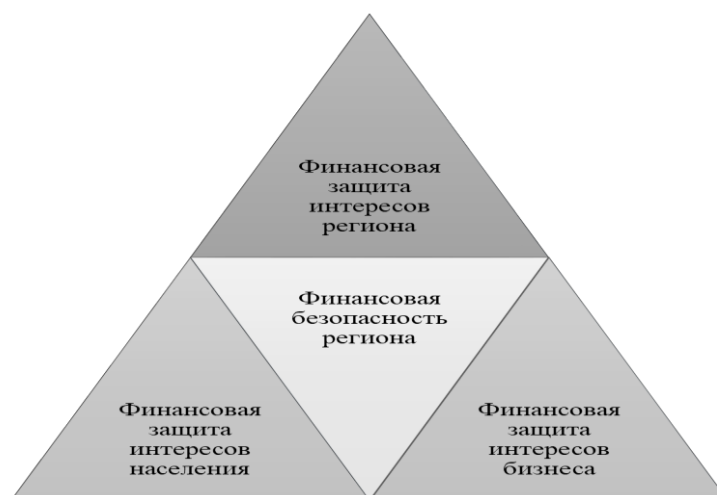 Финансовая
защита
интересов
региона
Финансовая
безопасность
региона
Финансовая
защита
интересов
населения
Финансовая
защита
интересов
бизнеса